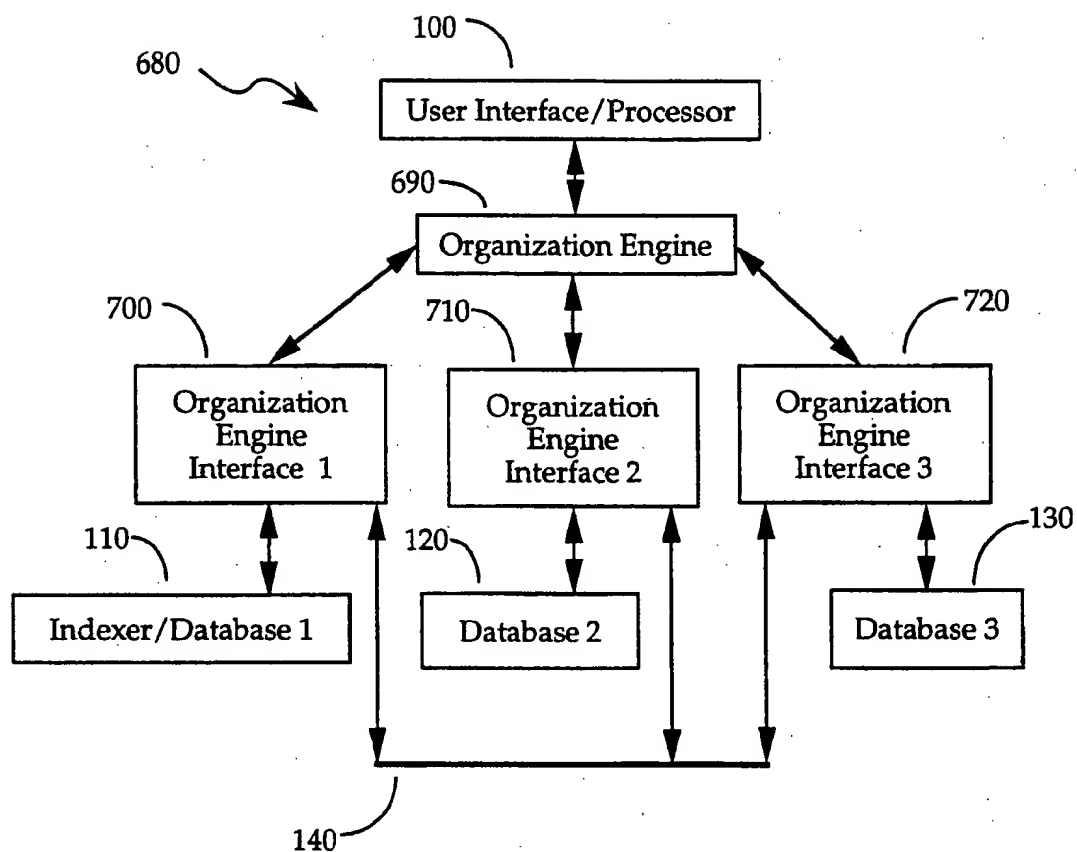 100
680
User Interface/Processor
690
Organization Engine
700
710
720
Organization
Engine
Interface 1
Organization
Engine
Interface 2
Organization
Engine
Interface 3
110
120
130
Indexer/Database 1
Database 2
Database 3
140